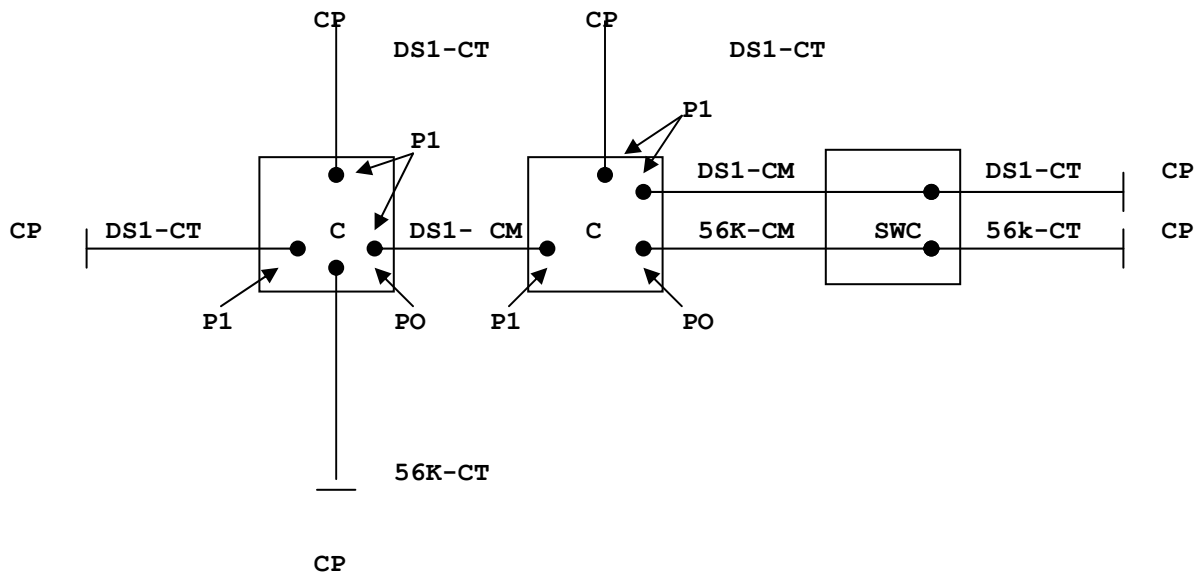 CP CP
DS1-CT DS1-CT
P1
P1
DS1-CM DS1-CT CP
CP DS1-CT C DS1- CM C 56K-CM SWC 56k-CT CP
P1 PO P1 PO
56K-CT
CP